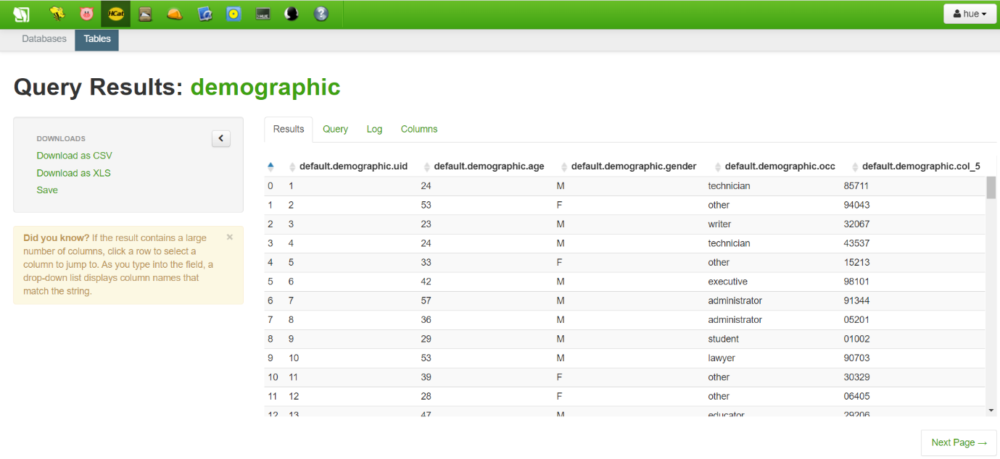 HCat
hue
Databases Tables
Query Results: demographic
DOWNLOADS
Download as CSV
Download as XLS
Save
Did you know? If the result contains a large
number of columns, click a row to select a
column to jump to. As you type into the field, a
drop-down list displays column names that
match the string.
Results Query Log Columns
default.demographic.uid default.demographic.age default.demographic.gender default.demographic.occ default.demographic.col_5
0 1 24 M technician 85711
1 2 53 F other 94043
2 3 23 M writer 32067
3 4 24 M technician 43537
4 5 33 F other 15213
5 6 42 M executive 98101
6 7 57 M administrator 91344
7 8 36 M administrator 05201
8 9 29 M student 01002
9 10 53 M lawyer 90703
10 11 39 F other 30329
11 12 28 F other 06405
12 13 47 M educator 29206
Next Page →